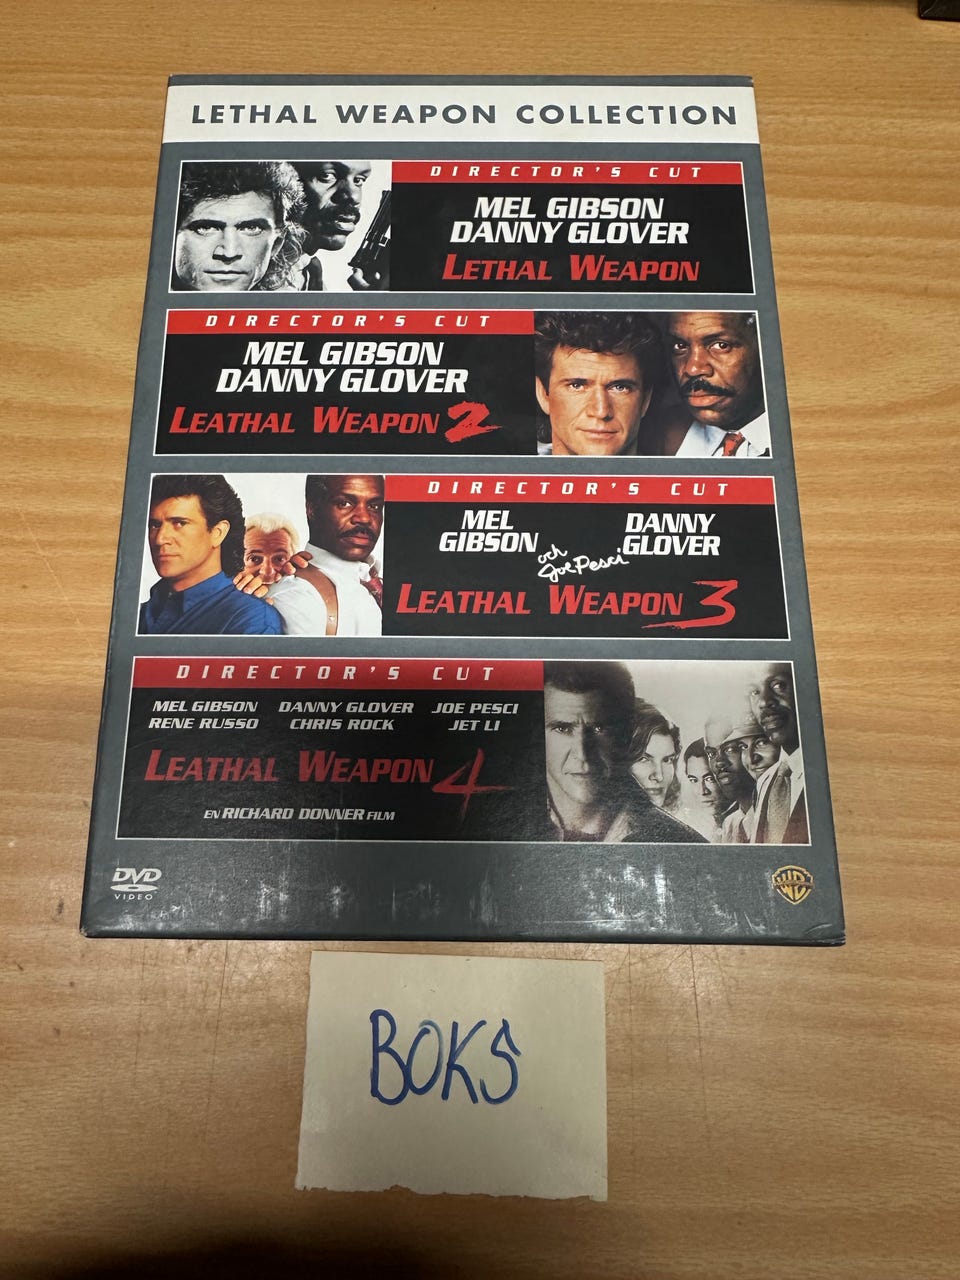 LETHAL WEAPON COLLECTION
DIRECTOR'S CUT
MEL GIBSON
DANNY GLOVER
LETHAL WEAPON
DIRECTOR'S CUT
MEL GIBSON
DANNY GLOVER
LEATHAL WEAPON 2
DIRECTOR'S CUT
MEL GIBSON
och Joe Pesci
DANNY GLOVER
LEATHAL WEAPON 3
DIRECTOR'S CUT
MEL GIBSON DANNY GLOVER JOE PESCI
RENE RUSSO CHRIS ROCK JET LI
LEATHAL WEAPON 4
EN RICHARD DONNER FILM
DVD
VIDEO
WB
BOKS